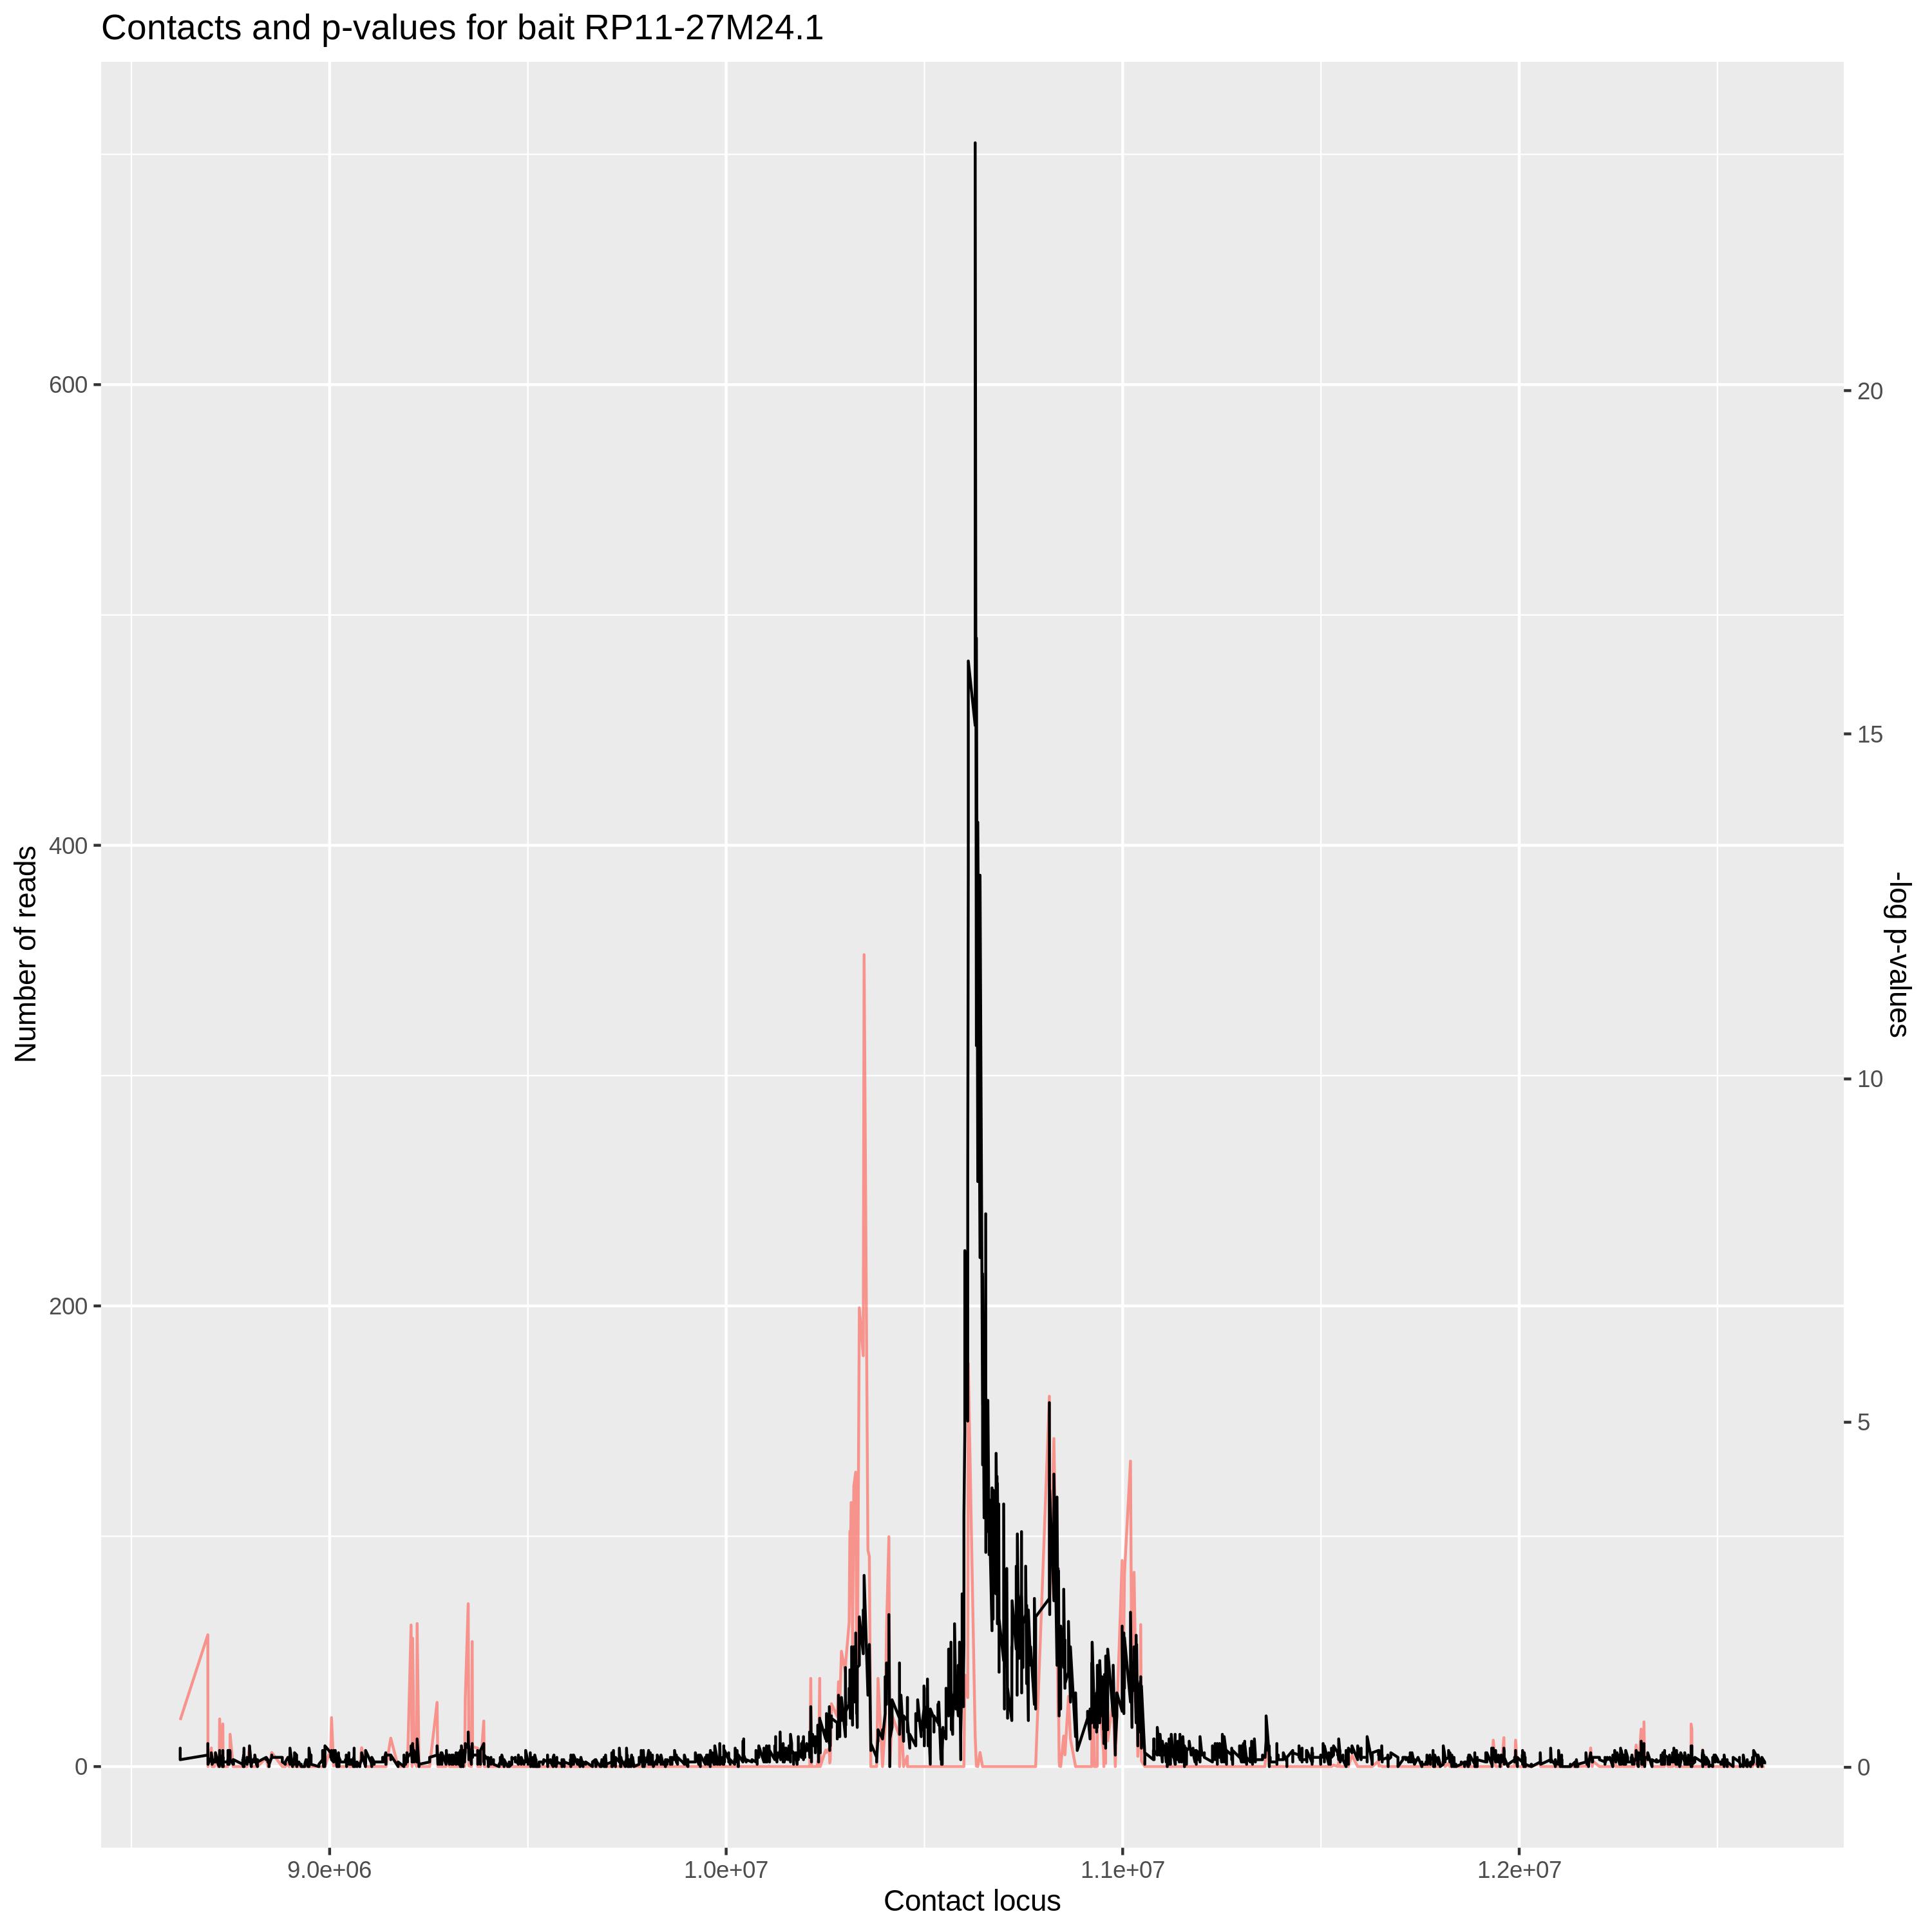 Contacts and p-values for bait RP11-27M24.1
Number of reads
600
400
200
0
20
15
10
5
0
-log p-values
9.0e+06
1.0e+07
1.1e+07
1.2e+07
Contact locus